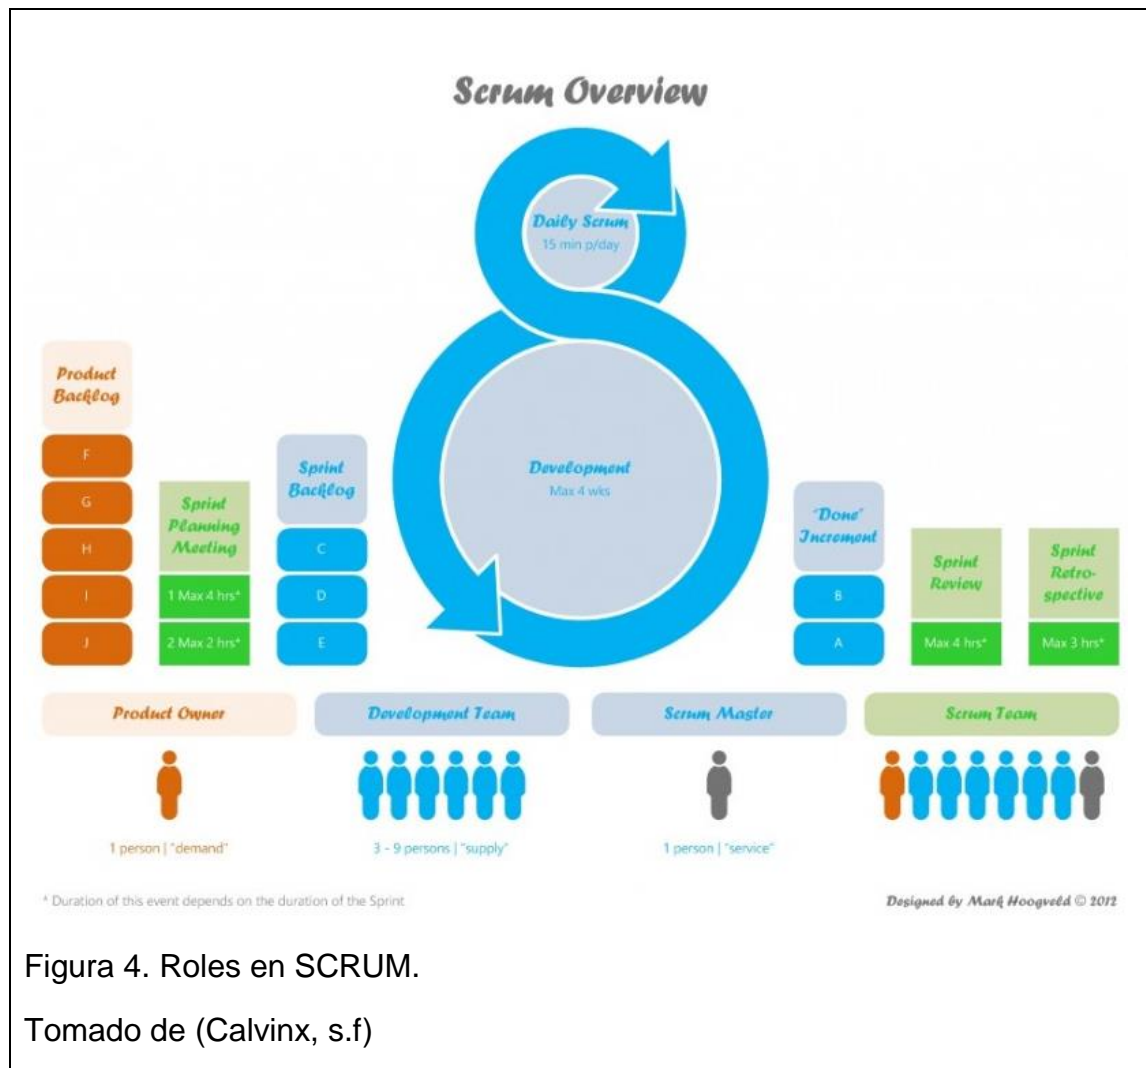 Scrum Overview
Daily Scrum
15 min p/day
Product
Backlog
F
G
H
I
J
Sprint
Planning
Meeting
1 Max 4 hrs*
2 Max 2 hrs*
Sprint
Backlog
C
D
E
Development
Max 4 wks
"Done"
Increment
B
A
Sprint
Review
Max 4 hrs*
Sprint
Retro-
spective
Max 3 hrs*
Product Owner
1 person | "demand"
Development Team
3 - 9 persons | "supply"
Scrum Master
1 person | "service"
Scrum Team
* Duration of this event depends on the duration of the Sprint
Designed by Mark Hoogveld © 2012
Figura 4. Roles en SCRUM.
Tomado de (Calvinx, s.f)